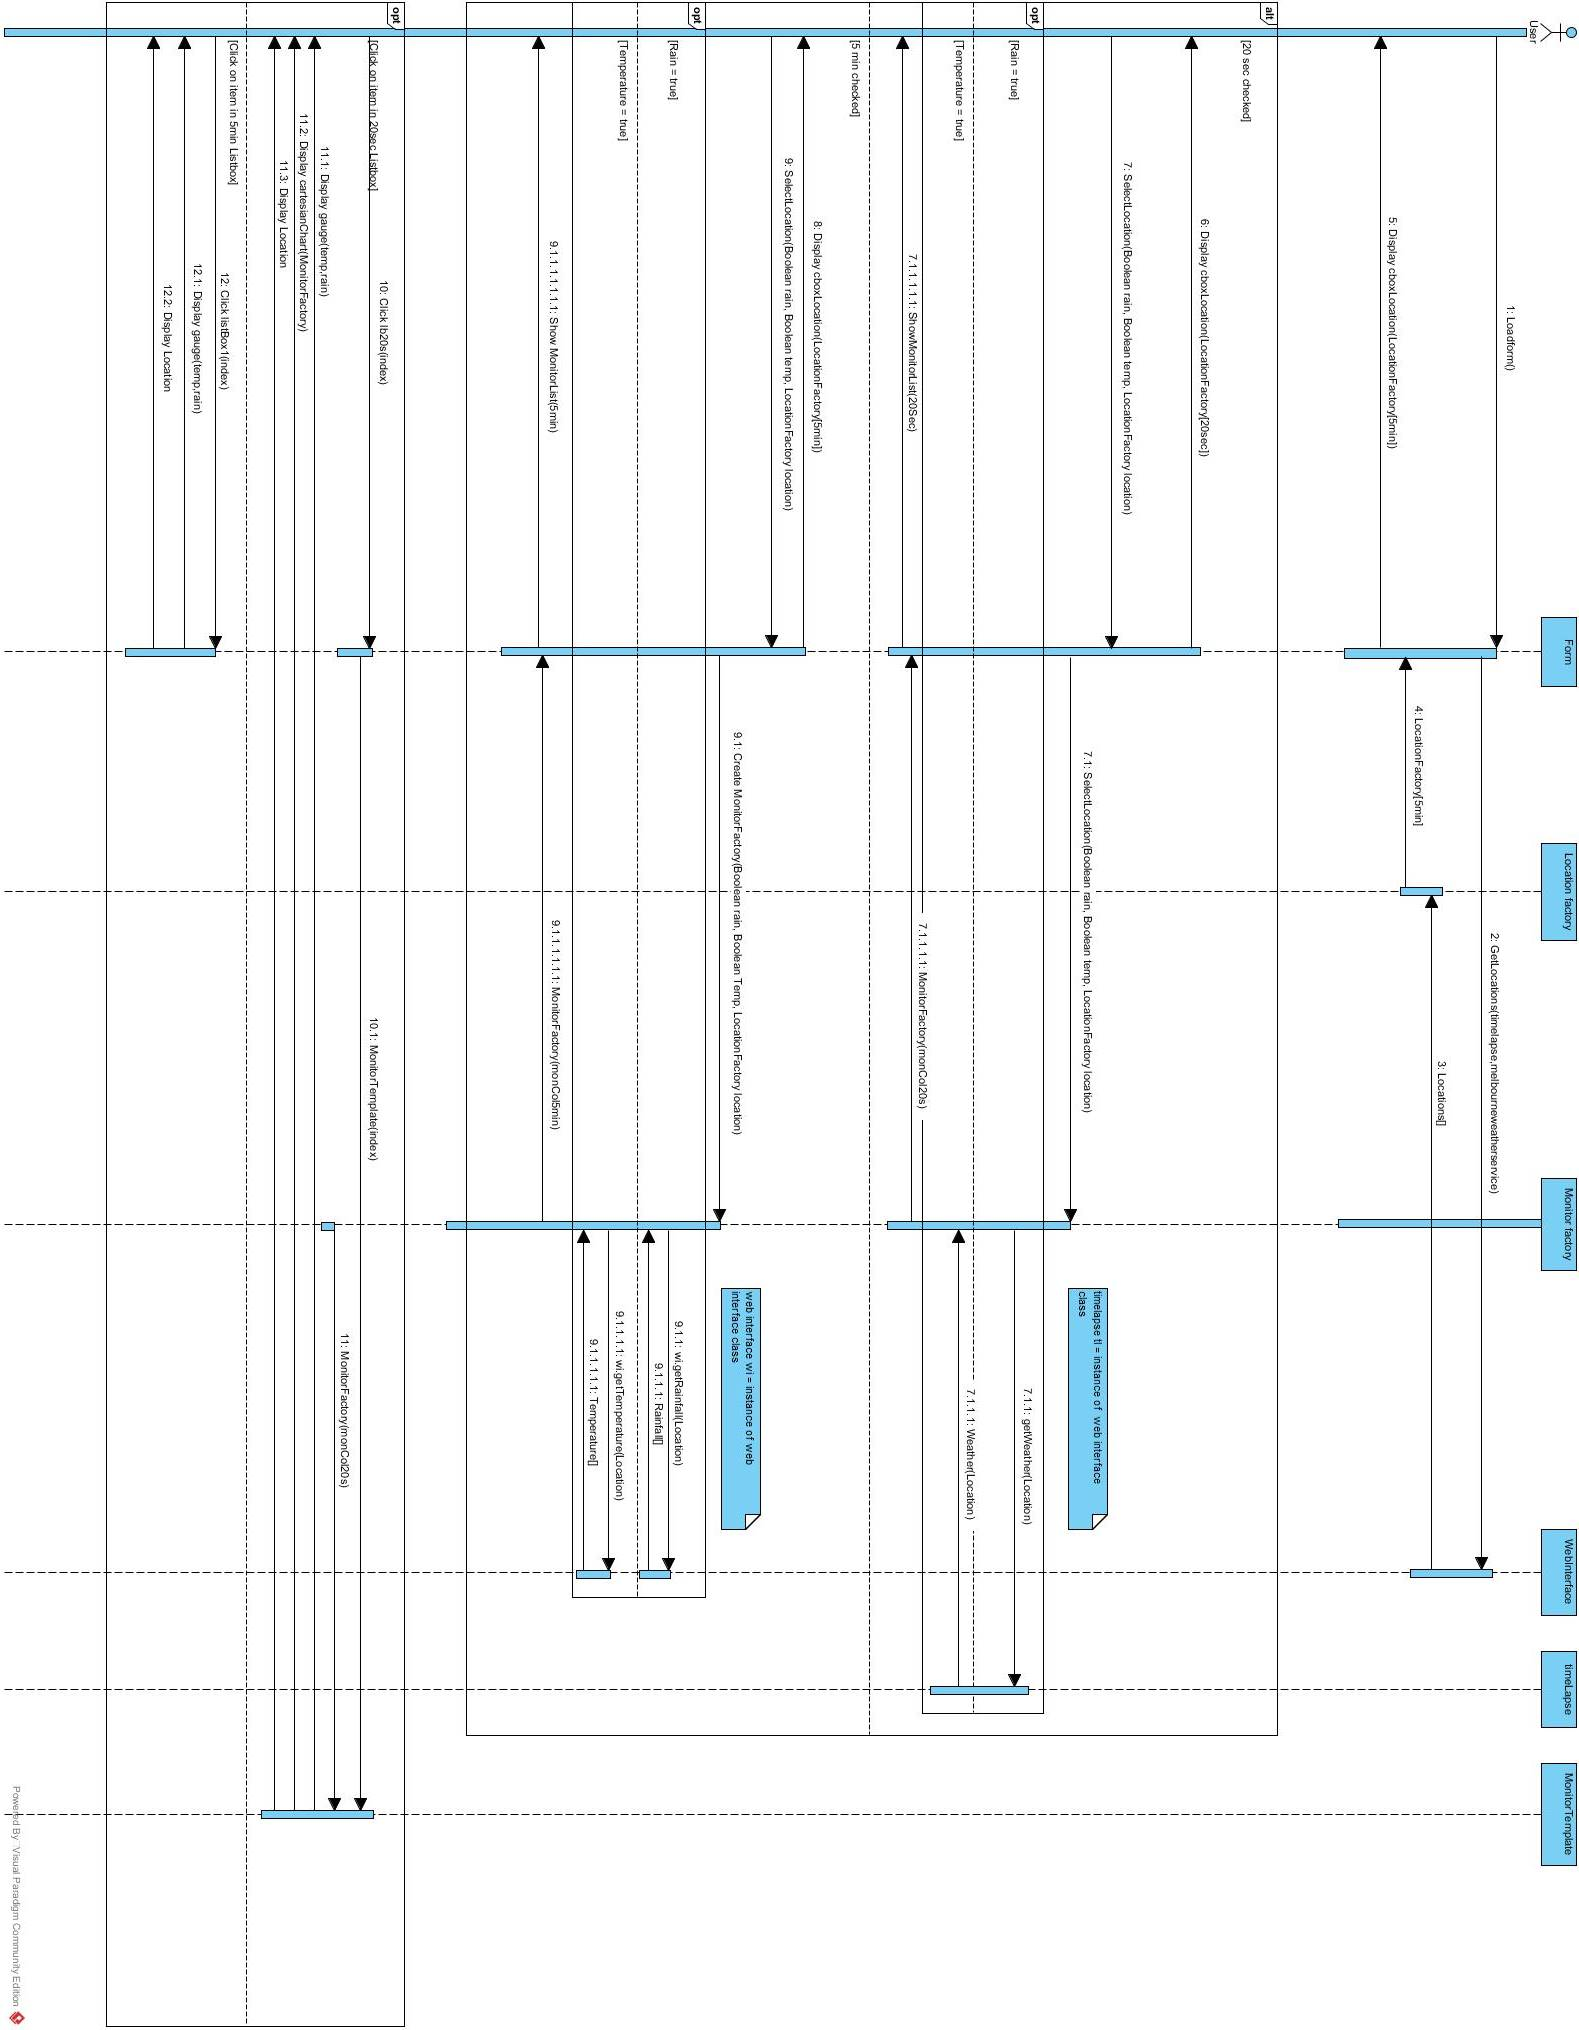 User
Form
Location factory
Monitor factory
WebInterface
timeLapse
MonitorTemplate
1: Loadform()
2: GetLocations(timelapse,melbourneweatherservice)
3: Locations[]
4: LocationFactory[5min]
5: Display cboxLocation(LocationFactory[5min])
alt
[20 sec checked]
6: Display cboxLocation(LocationFactory[20sec])
7: SelectLocation(Boolean rain, Boolean temp, LocationFactory location)
timelapse tl = instance of web interface
class
7.1: SelectLocation(Boolean rain, Boolean temp, LocationFactory location)
opt
[Rain = true]
7.1.1: getWeather(Location)
[Temperature = true]
7.1.1.1: Weather(Location)
7.1.1.1.1: MonitorFactory(monCol20s)
7.1.1.1.1.1: ShowMonitorList(20Sec)
[5 min checked]
8: Display cboxLocation(LocationFactory[5min])
9: SelectLocation(Boolean rain, Boolean temp, LocationFactory location)
web interface wi = instance of web
interface class
9.1: Create MonitorFactory(Boolean rain, Boolean Temp, LocationFactory location)
opt
[Rain = true]
9.1.1: wi.getRainfall(Location)
9.1.1.1: Rainfall[]
[Temperature = true]
9.1.1.1.1: wi.getTemperature(Location)
9.1.1.1.1.1: Temperature[]
9.1.1.1.1.1.1: MonitorFactory(monCol5min)
9.1.1.1.1.1.1.1: Show MonitorList(5min)
opt
[Click on item in 20sec Listbox]
10: Click lb20s(index)
10.1: MonitorTemplate(index)
11: MonitorFactory(monCol20s)
11.1: Display gauge(temp,rain)
11.2: Display cartesianChart(MonitorFactory)
11.3: Display Location
[Click on item in 5min Listbox]
12: Click listBox1(index)
12.1: Display gauge(temp,rain)
12.2: Display Location
Powered By Visual Paradigm Community Edition